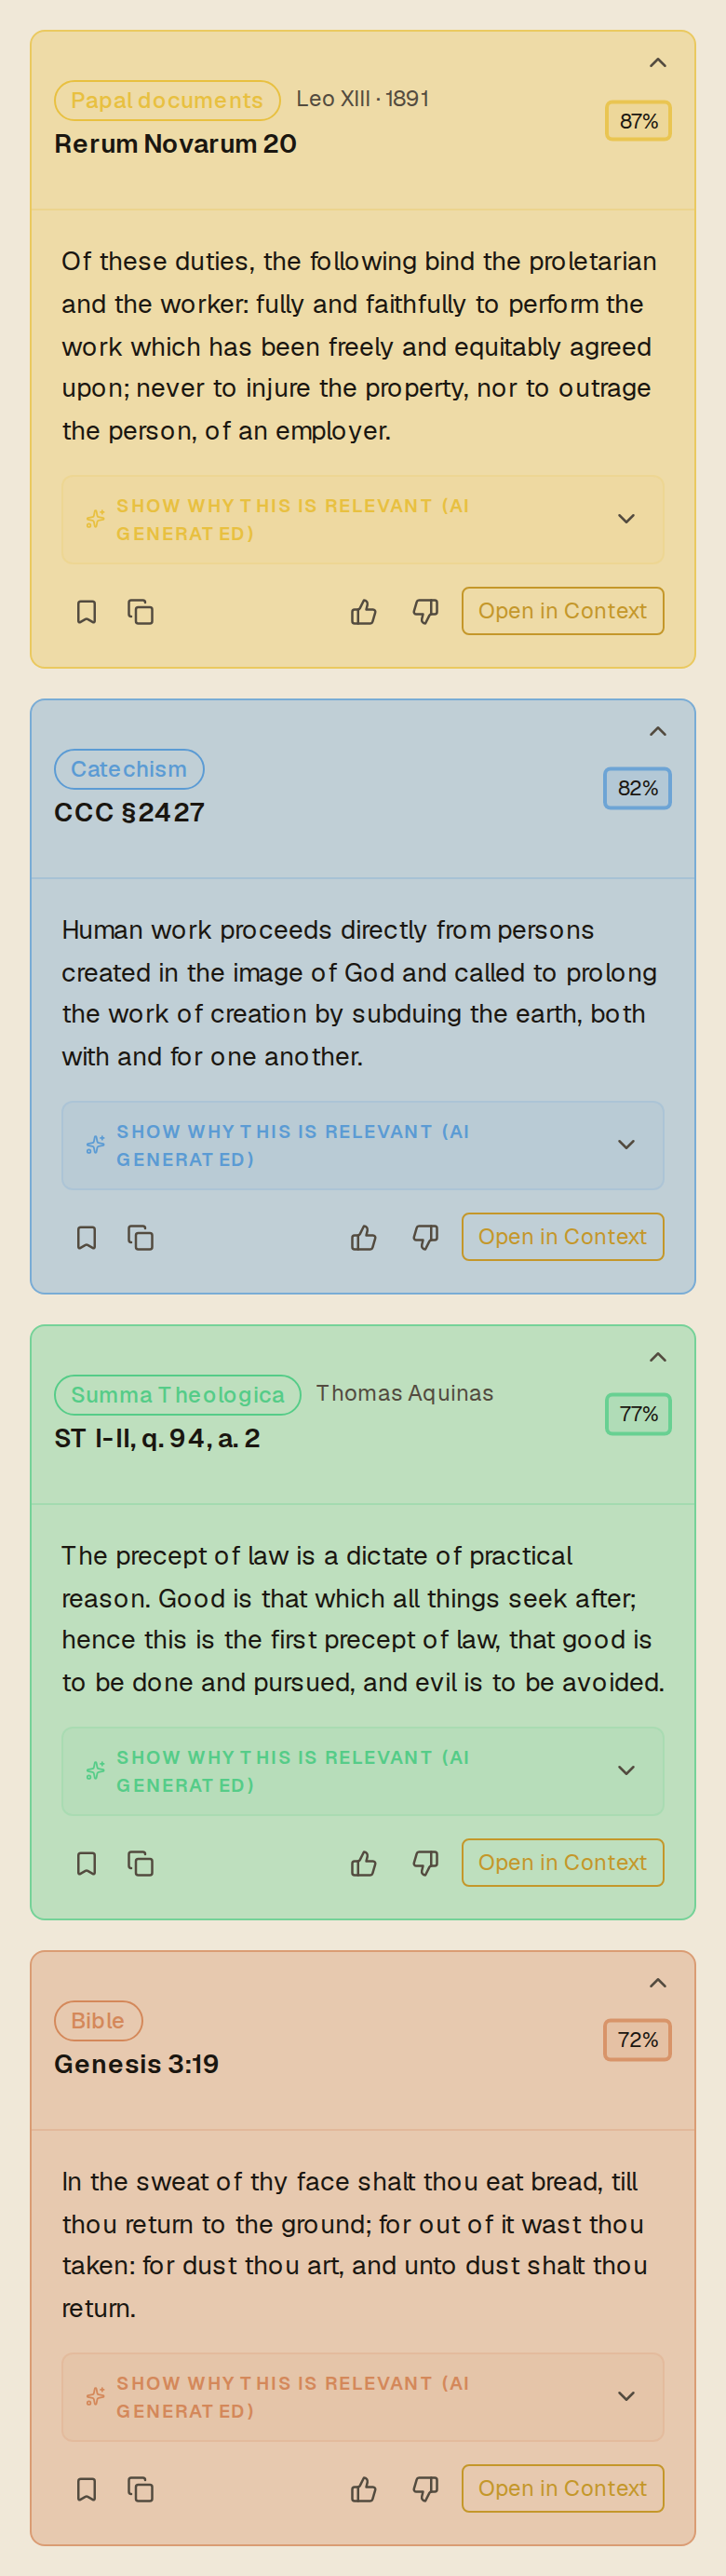 Papal documents Leo XIII · 1891
87%
Rerum Novarum 20
Of these duties, the following bind the proletarian
and the worker: fully and faithfully to perform the
work which has been freely and equitably agreed
upon; never to injure the property, nor to outrage
the person, of an employer.
SHOW WHY THIS IS RELEVANT (AI
GENERATED)
Open in Context
Catechism
82%
CCC §2427
Human work proceeds directly from persons
created in the image of God and called to prolong
the work of creation by subduing the earth, both
with and for one another.
SHOW WHY THIS IS RELEVANT (AI
GENERATED)
Open in Context
Summa Theologica Thomas Aquinas
77%
ST I-II, q. 94, a. 2
The precept of law is a dictate of practical
reason. Good is that which all things seek after;
hence this is the first precept of law, that good is
to be done and pursued, and evil is to be avoided.
SHOW WHY THIS IS RELEVANT (AI
GENERATED)
Open in Context
Bible
72%
Genesis 3:19
In the sweat of thy face shalt thou eat bread, till
thou return to the ground; for out of it wast thou
taken: for dust thou art, and unto dust shalt thou
return.
SHOW WHY THIS IS RELEVANT (AI
GENERATED)
Open in Context